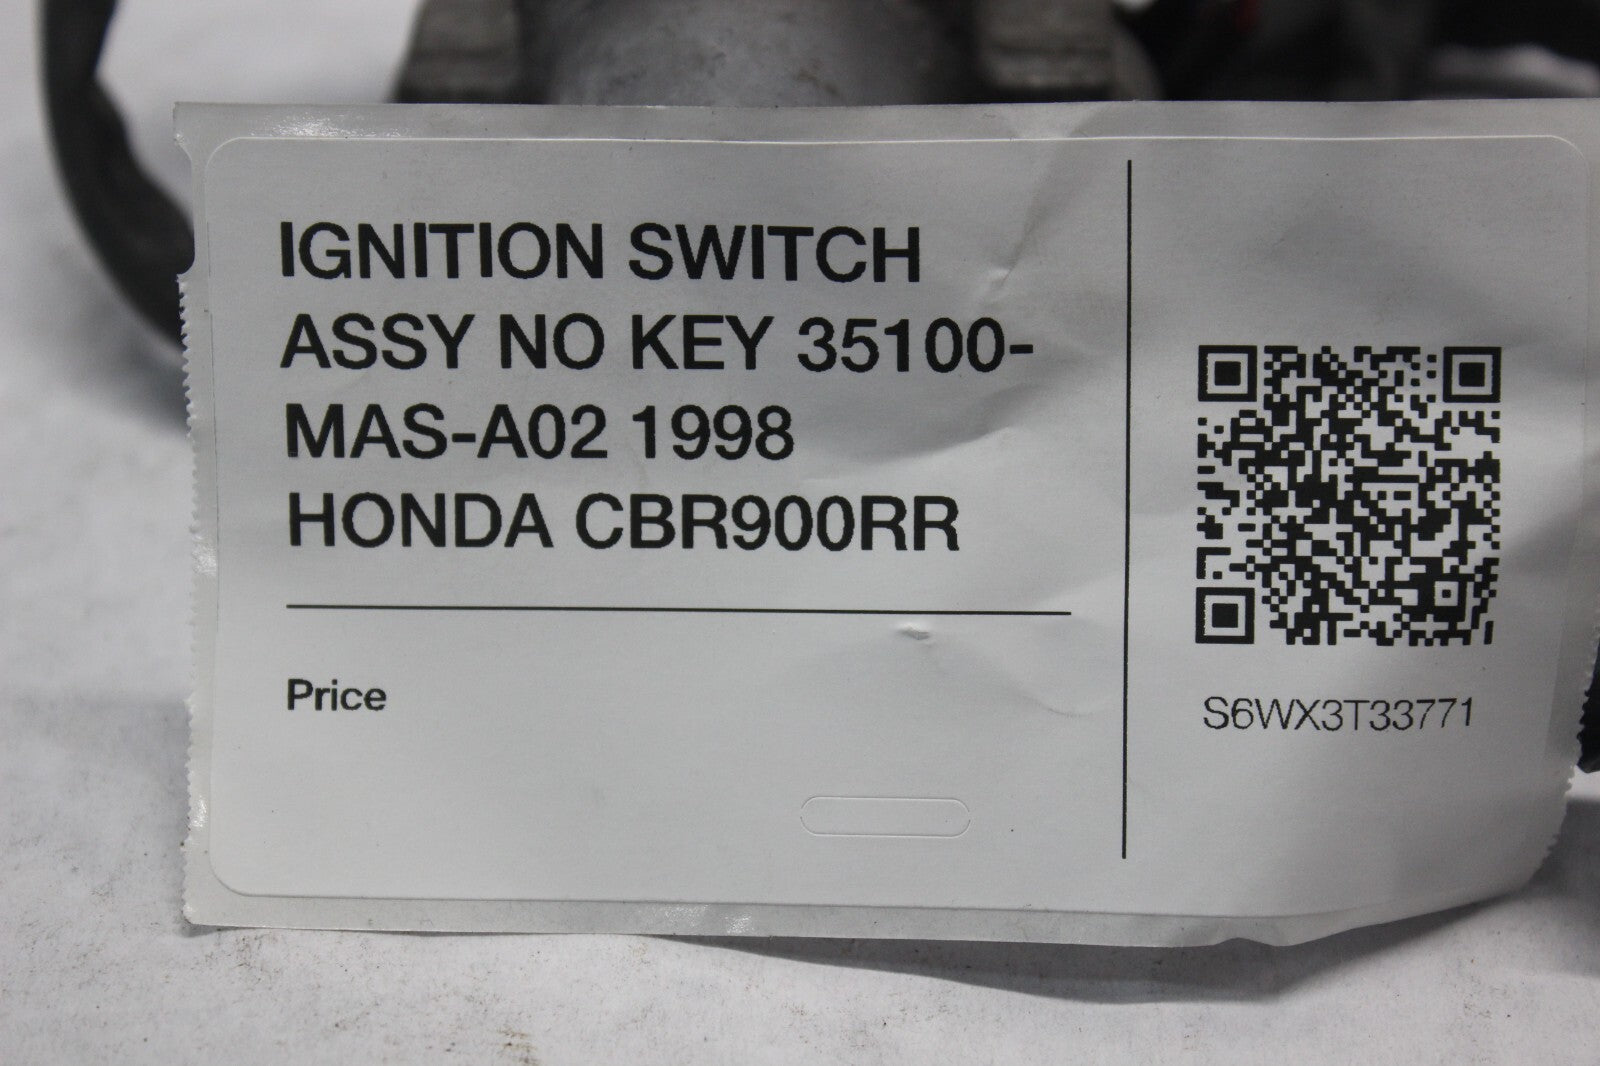 IGNITION SWITCH
ASSY NO KEY 35100-
MAS-A02 1998
HONDA CBR900RR
Price
S6WX3T33771